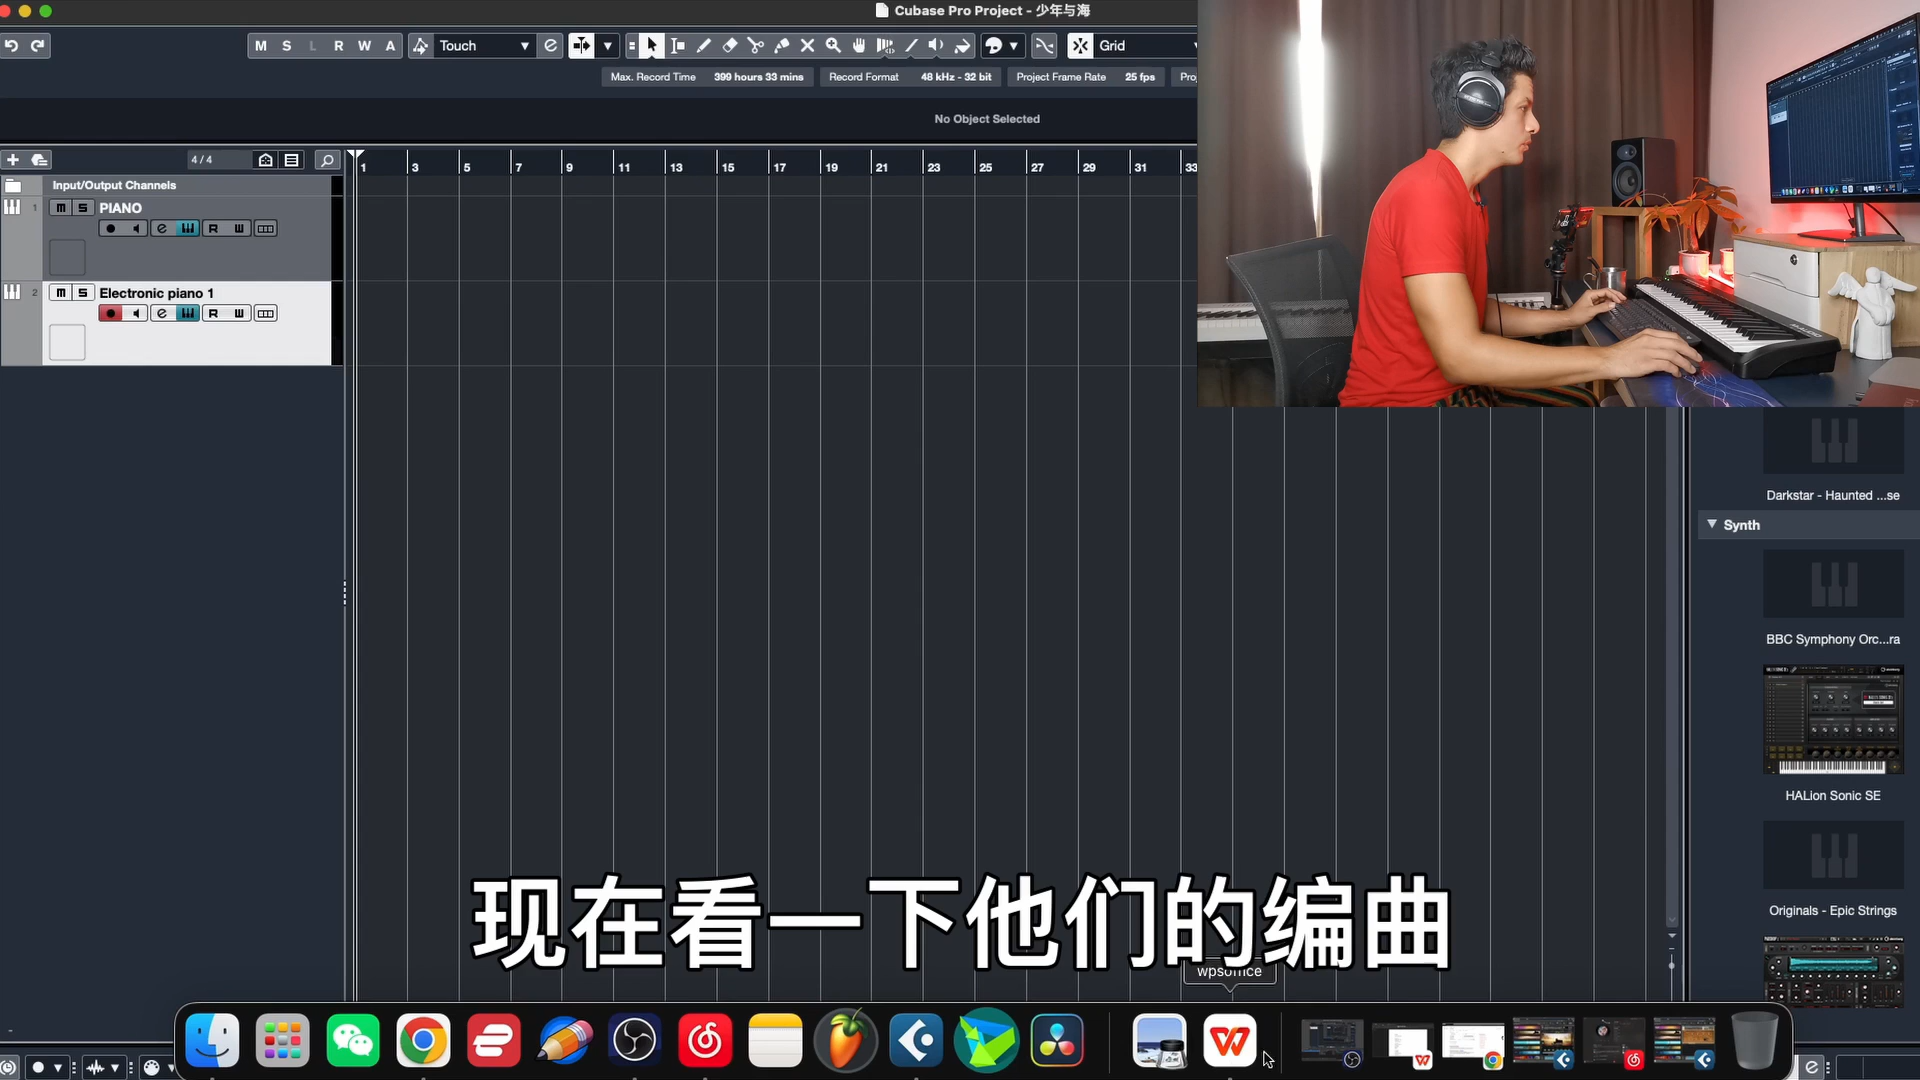 Cubase Pro Project - 少年与海
M S L R W A
Touch
Grid
Max. Record Time 399 hours 33 mins
Record Format 48 kHz - 32 bit
Project Frame Rate 25 fps
No Object Selected
4/4
1 3 5 7 9 11 13 15 17 19 21 23 25 27 29 31 33
Input/Output Channels
1 m S PIANO
e R W
2 m S Electronic piano 1
e R W
Darkstar - Haunted ...se
Synth
BBC Symphony Orc...ra
HALion Sonic SE
Originals - Epic Strings
现在看一下他们的编曲
wpsoffice